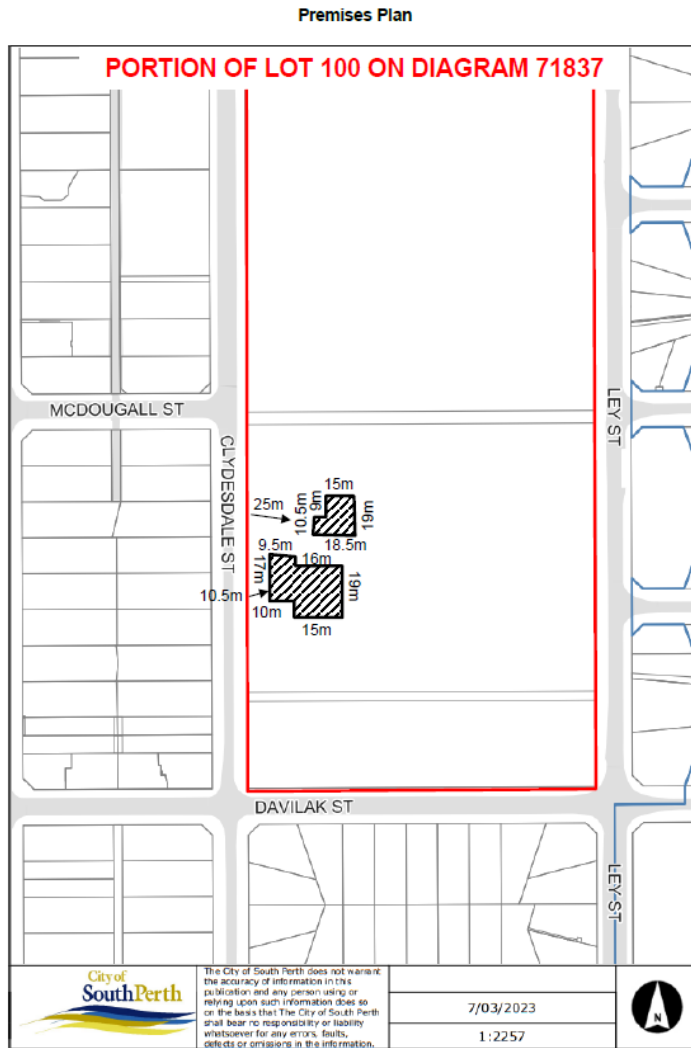 Premises Plan
PORTION OF LOT 100 ON DIAGRAM 71837
MCDOUGALL ST
CLYDESDALE ST
LEY ST
15m
25m
10.5m
9m
19m
9.5m
18.5m
16m
17m
19m
10.5m
10m
15m
DAVILAK ST
LEY ST
City of
SouthPerth
The City of South Perth does not warrant
the accuracy of information in this
publication and any person using or
relying upon such information does so
on the basis that The City of South Perth
shall bear no responsibility or liability
whatsoever for any errors, faults,
defects or omissions in the information.
7/03/2023
1:2257
N